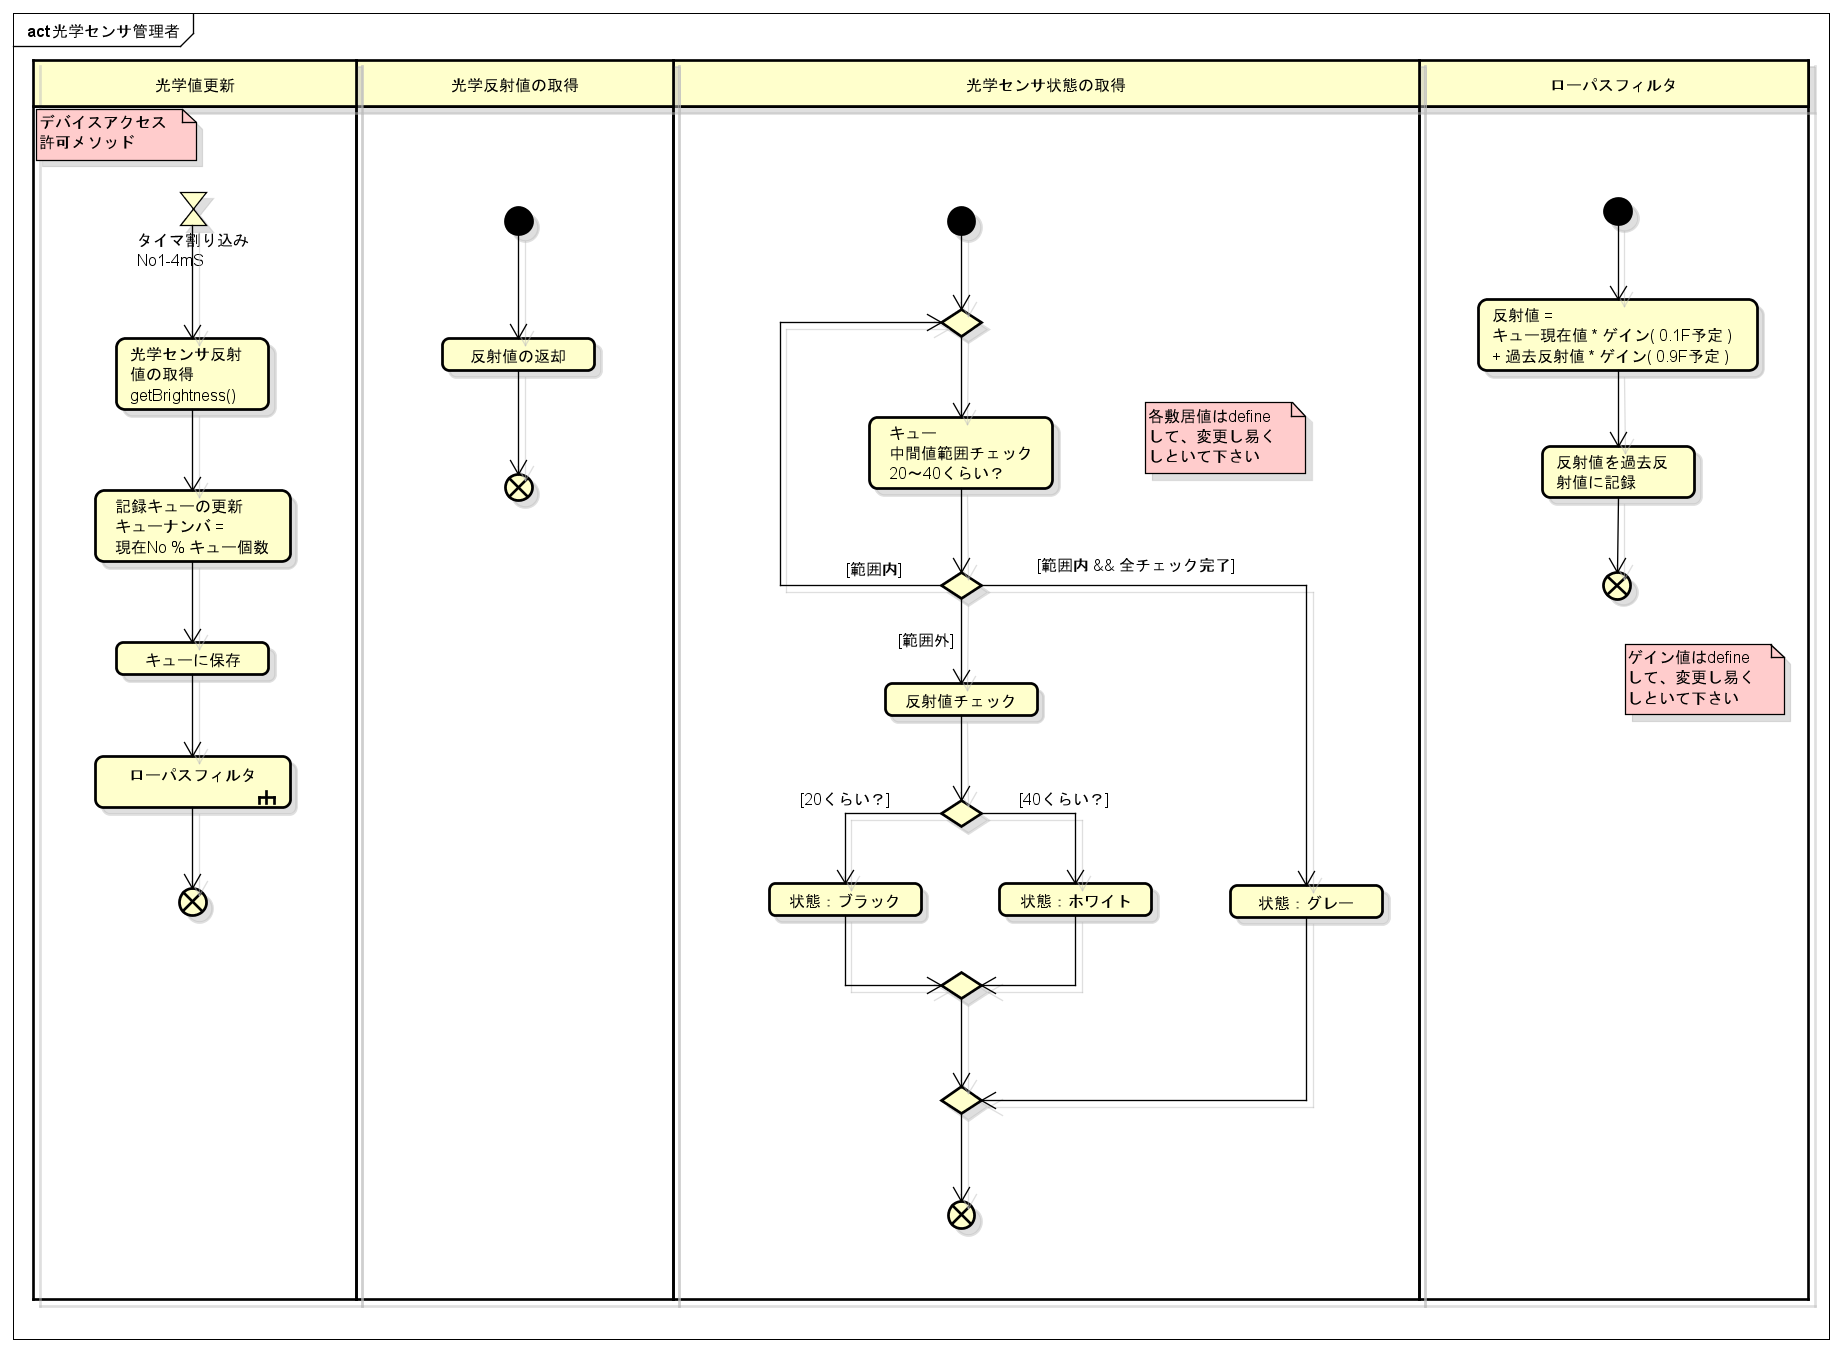 act 光学センサ管理者
光学値更新
光学反射値の取得
光学センサ状態の取得
ローパスフィルタ
デバイスアクセス
許可メソッド
タイマ割り込み
No1-4mS
光学センサ反射
値の取得
getBrightness()
記録キューの更新
キューナンバ =
現在No % キュー個数
キューに保存
ローパスフィルタ
反射値の返却
キュー
中間値範囲チェック
20～40くらい？
各敷居値はdefine
して、変更し易く
しといて下さい
[範囲内]
[範囲内 && 全チェック完了]
[範囲外]
反射値チェック
[20くらい？]
[40くらい？]
状態：ブラック
状態：ホワイト
状態：グレー
反射値 =
キュー現在値 * ゲイン( 0.1F予定 )
+ 過去反射値 * ゲイン( 0.9F予定 )
反射値を過去反
射値に記録
ゲイン値はdefine
して、変更し易く
しといて下さい